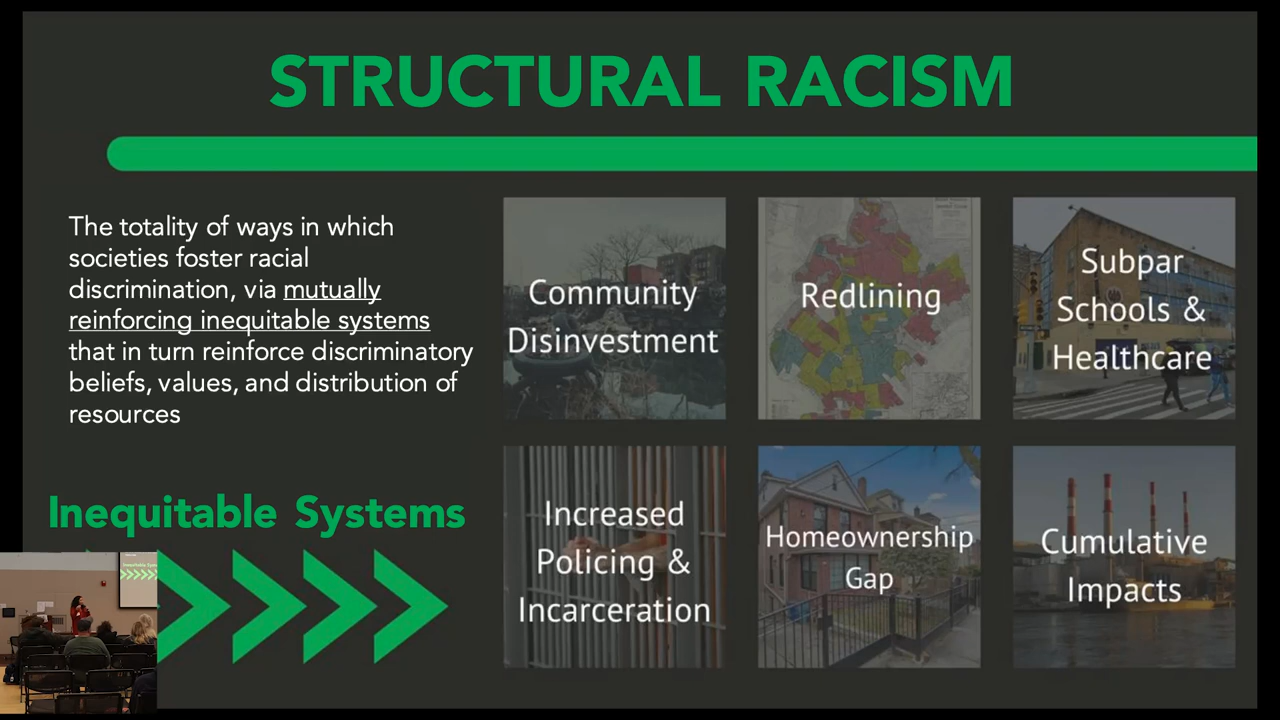 STRUCTURAL RACISM
The totality of ways in which
societies foster racial
discrimination, via mutually
reinforcing inequitable systems
that in turn reinforce discriminatory
beliefs, values, and distribution of
resources
Inequitable Systems
Community
Disinvestment
Redlining
Subpar
Schools &
Healthcare
Increased
Policing &
Incarceration
Homeownership
Gap
Cumulative
Impacts